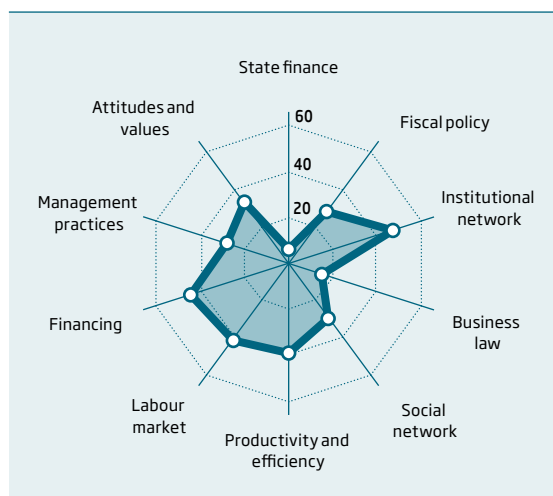 State finance
Attitudes and
values
60
Fiscal policy
40
Management
practices
Institutional
network
20
Financing
Business
law
Labour
market
Social
network
Productivity and
efficiency